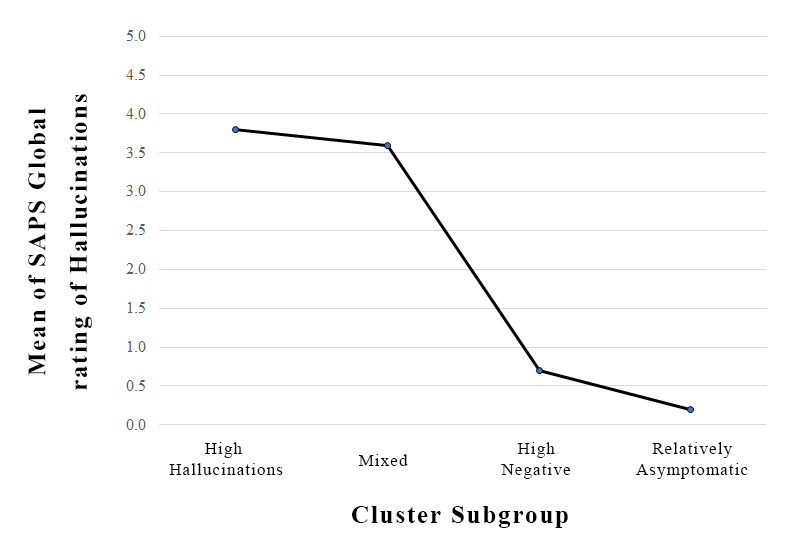 Mean of SAPS Global
rating of Hallucinations
5.0
4.5
4.0
3.5
3.0
2.5
2.0
1.5
1.0
0.5
0.0
High
Hallucinations
Mixed
High
Negative
Relatively
Asymptomatic
Cluster Subgroup